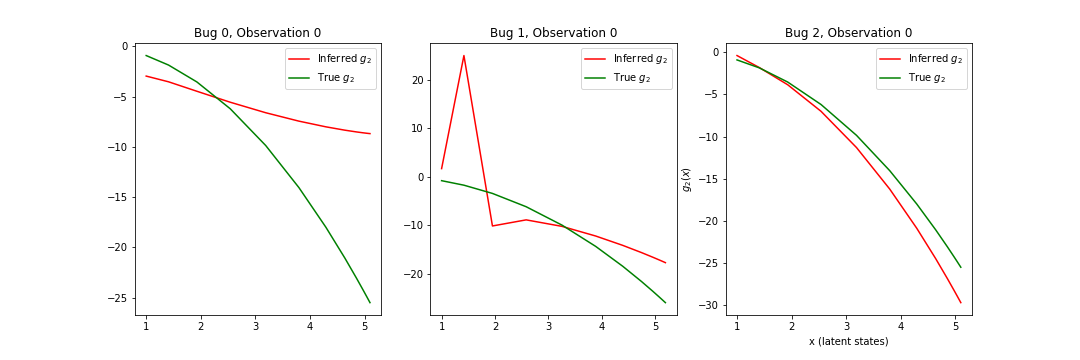 Bug 0, Observation 0
0
−5
−10
−15
−20
−25
1 2 3 4 5
Inferred g₂
True g₂
Bug 1, Observation 0
20
10
0
−10
−20
1 2 3 4 5
Inferred g₂
True g₂
Bug 2, Observation 0
g₂(x)
0
−5
−10
−15
−20
−25
−30
1 2 3 4 5
x (latent states)
Inferred g₂
True g₂